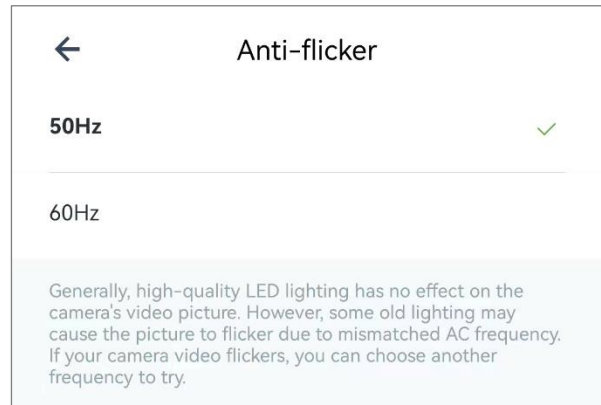 Anti-flicker
50Hz
60Hz
Generally, high-quality LED lighting has no effect on the
camera's video picture. However, some old lighting may
cause the picture to flicker due to mismatched AC frequency.
If your camera video flickers, you can choose another
frequency to try.